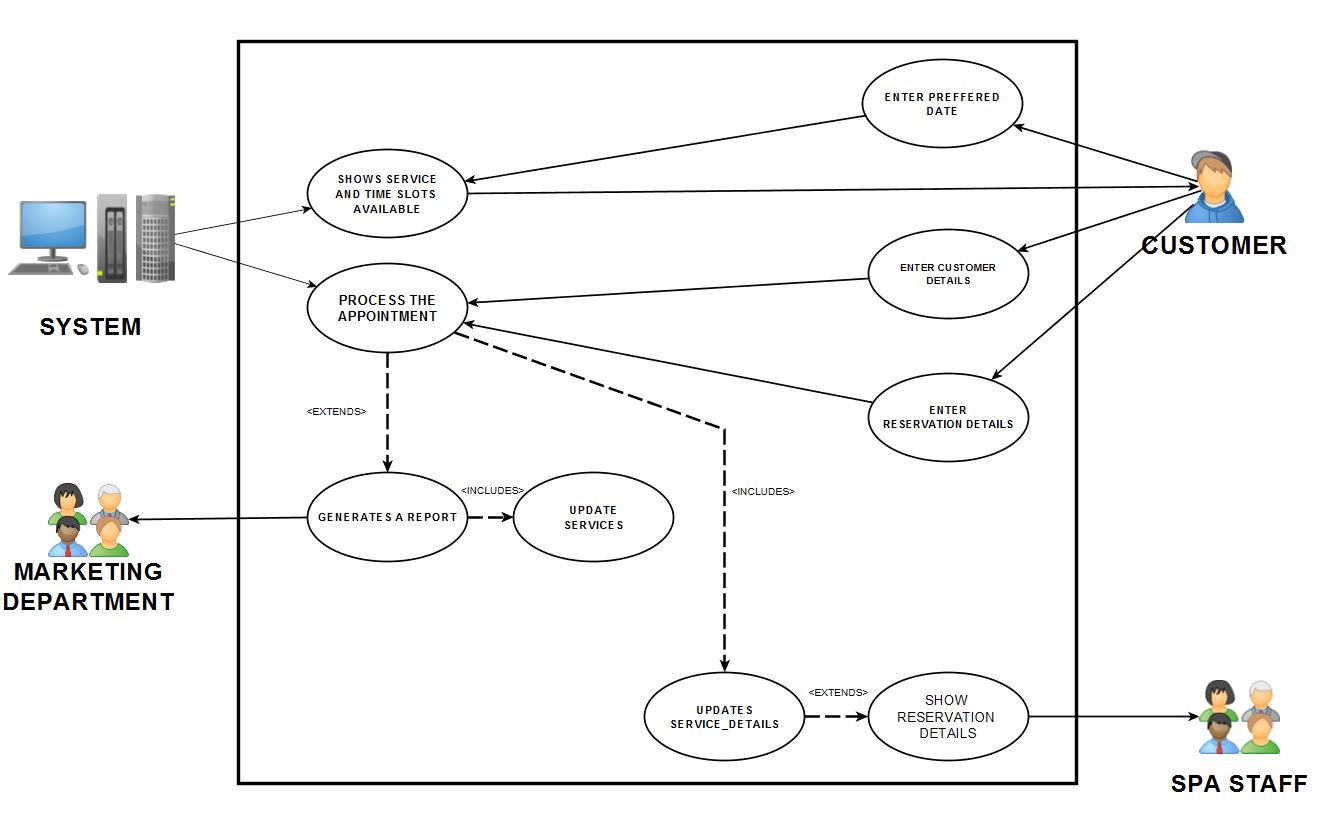 ENTER PREFFERED
DATE
SHOWS SERVICE
AND TIME SLOTS
AVAILABLE
CUSTOMER
ENTER CUSTOMER
DETAILS
PROCESS THE
APPOINTMENT
SYSTEM
<EXTENDS>
ENTER
RESERVATION DETAILS
<INCLUDES>
<INCLUDES>
GENERATES A REPORT
UPDATE
SERVICES
MARKETING
DEPARTMENT
UPDATES
SERVICE_DETAILS
<EXTENDS>
SHOW
RESERVATION
DETAILS
SPA STAFF